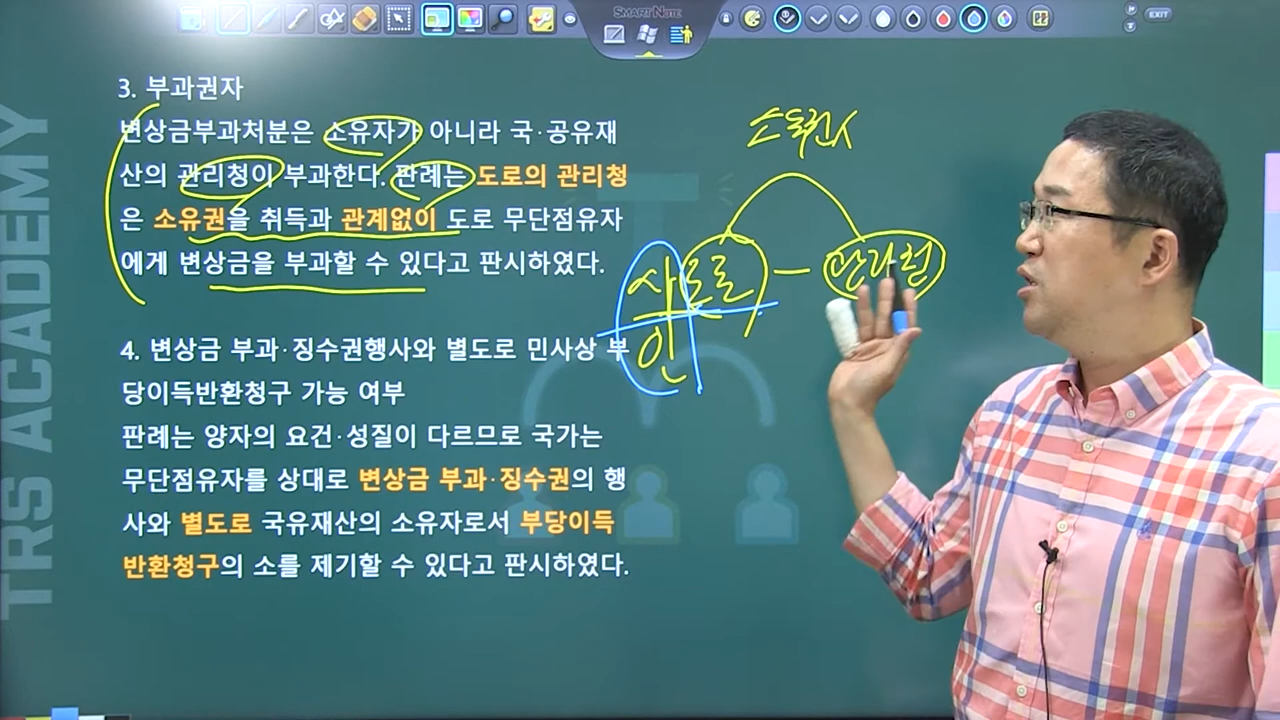 SMART NOTE
EXIT
3. 부과권자
변상금부과처분은 소유자가 아니라 국·공유재
산의 관리청이 부과한다. 판례는 도로의 관리청
은 소유권을 취득과 관계없이 도로 무단점유자
에게 변상금을 부과할 수 있다고 판시하였다.
4. 변상금 부과·징수권행사와 별도로 민사상 부
당이득반환청구 가능 여부
판례는 양자의 요건·성질이 다르므로 국가는
무단점유자를 상대로 변상금 부과·징수권의 행
사와 별도로 국유재산의 소유자로서 부당이득
반환청구의 소를 제기할 수 있다고 판시하였다.
사도로 - 관리청
인
TRS ACADEMY